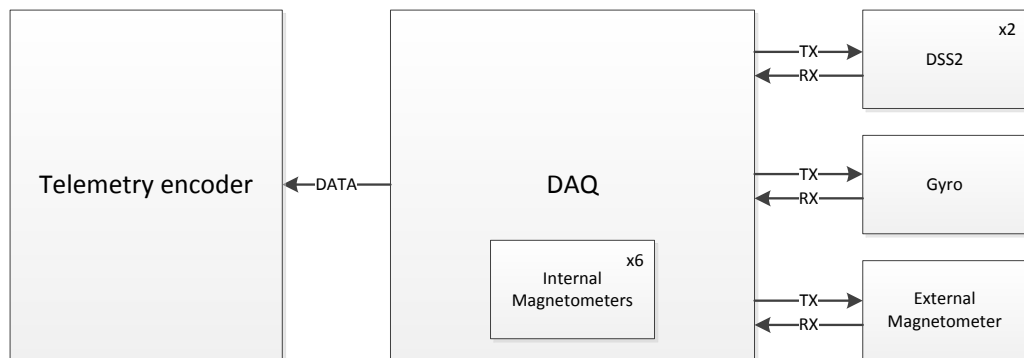 Telemetry encoder
DATA
DAQ
x6
Internal
Magnetometers
TX
RX
x2
DSS2
TX
RX
Gyro
TX
RX
External
Magnetometer